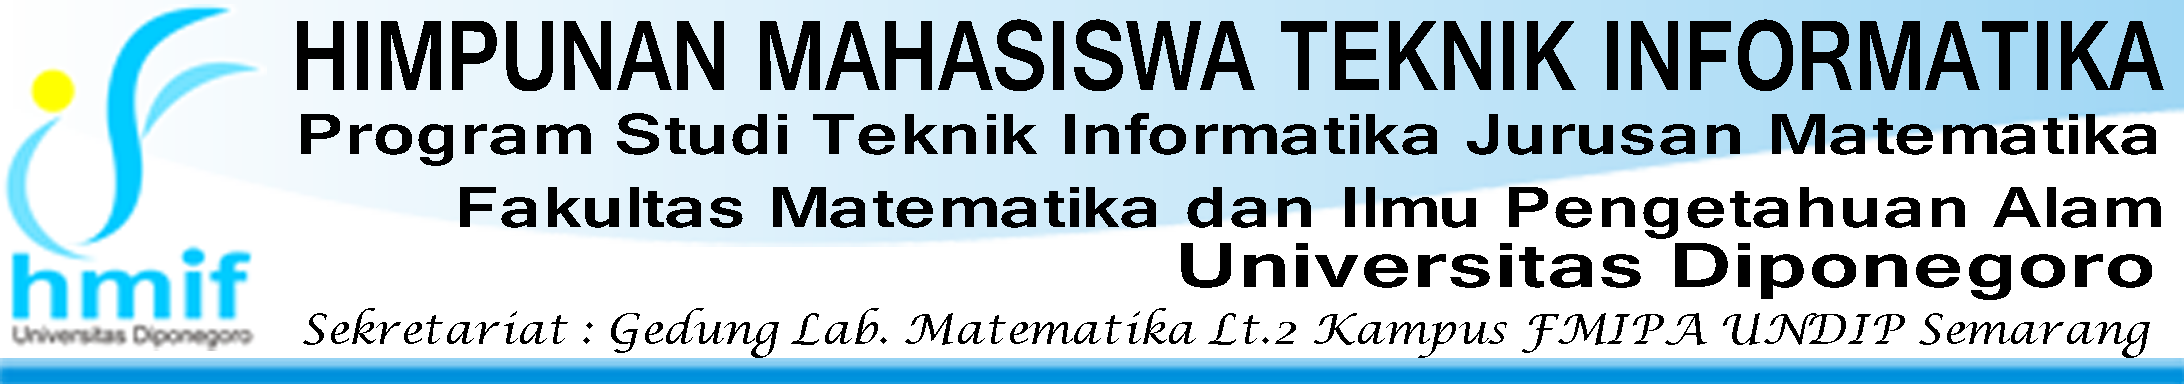 HIMPUNAN MAHASISWA TEKNIK INFORMATIKA
Program Studi Teknik Informatika Jurusan Matematika
Fakultas Matematika dan Ilmu Pengetahuan Alam
Universitas Diponegoro
Sekretariat : Gedung Lab. Matematika Lt.2 Kampus FMIPA UNDIP Semarang
hmif
Universitas Diponegoro